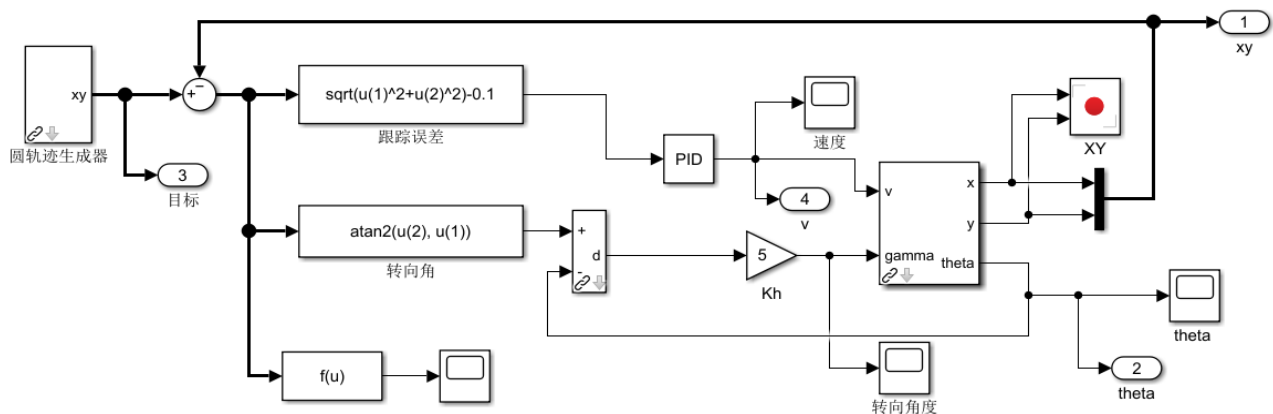 1
xy
xy
圆轨迹生成器
+
−
sqrt(u(1)^2+u(2)^2)-0.1
跟踪误差
速度
XY
3
目标
PID
4
v
v
gamma
x
y
theta
atan2(u(2), u(1))
转向角
+
-
d
5
Kh
theta
2
theta
f(u)
转向角度